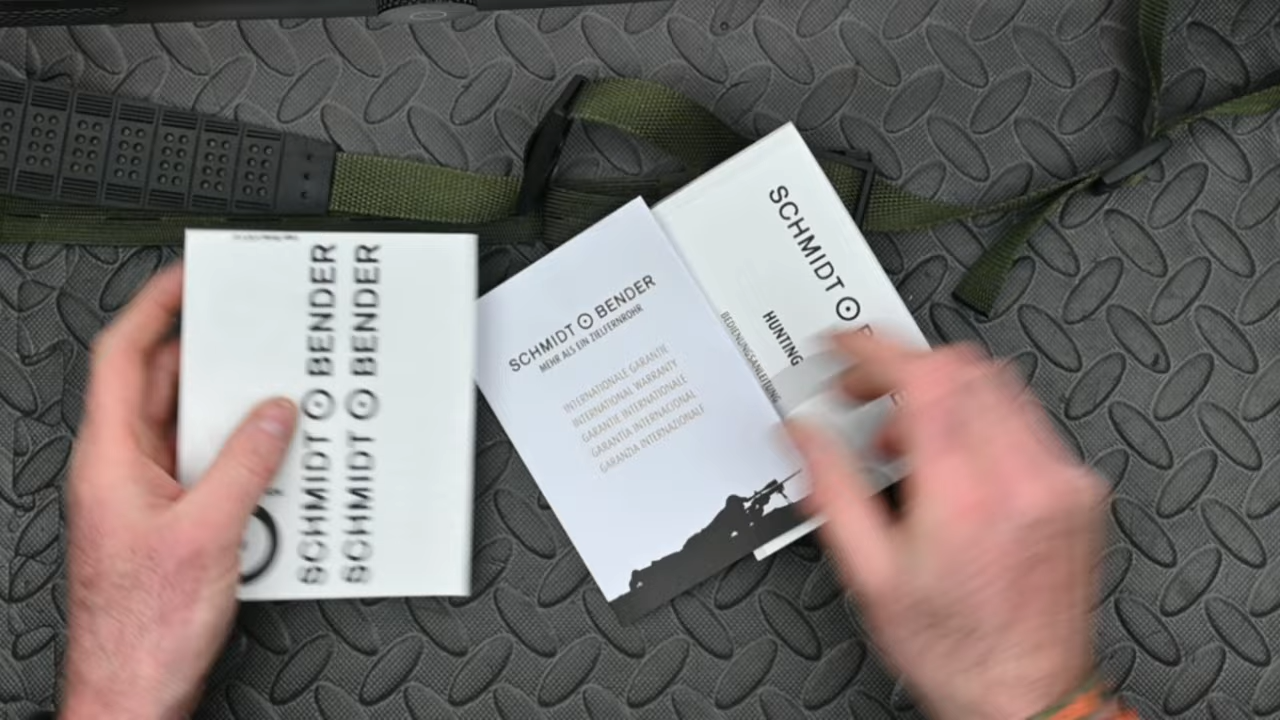 SCHMIDT BENDER
SCHMIDT BENDER
SCHMIDT BENDER
MEHR ALS EIN ZIELFERNROHR
INTERNATIONALE GARANTIE
INTERNATIONAL WARRANTY
GARANTIE INTERNATIONALE
GARANTÍA INTERNACIONAL
GARANZIA INTERNAZIONALE
SCHMIDT
HUNTING
BEDIENUNGSANLEITUNG